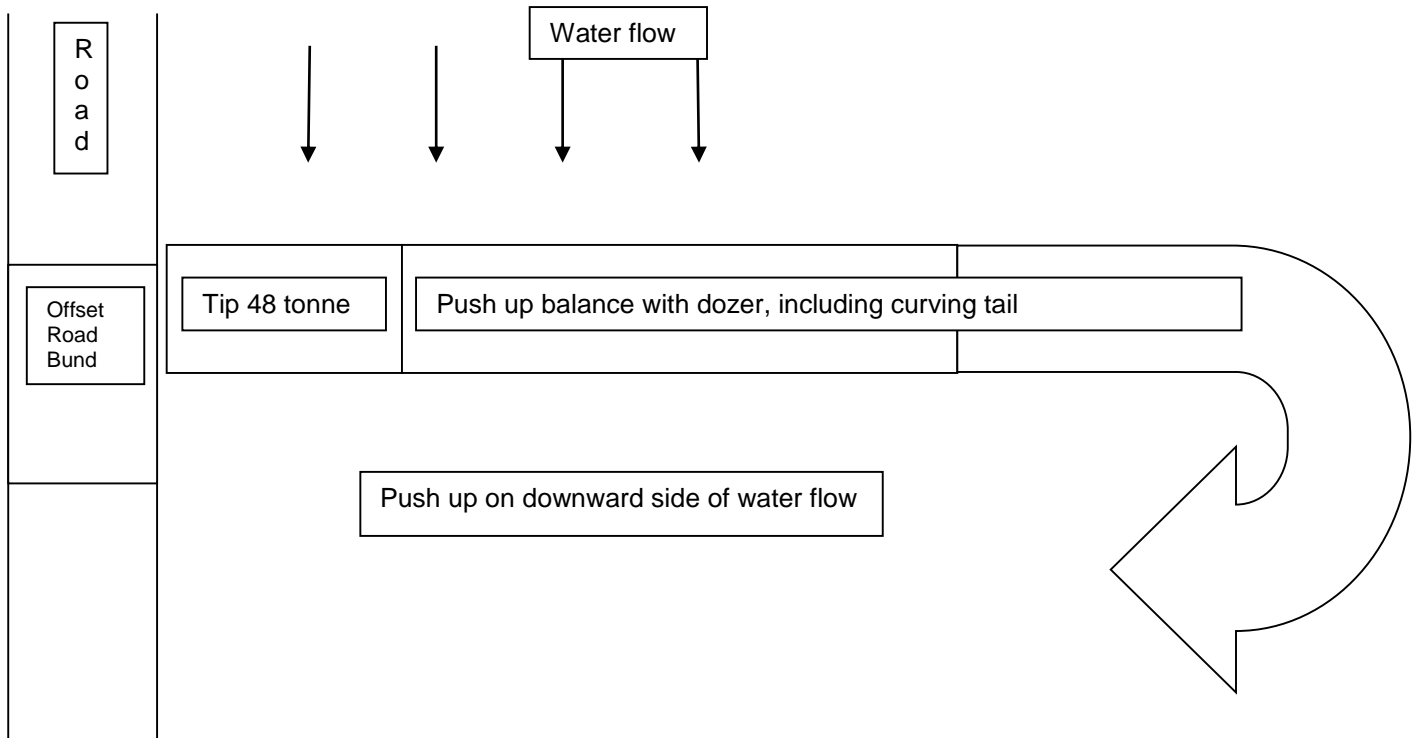 R
o
a
d
Water flow
Offset
Road
Bund
Tip 48 tonne
Push up balance with dozer, including curving tail
Push up on downward side of water flow